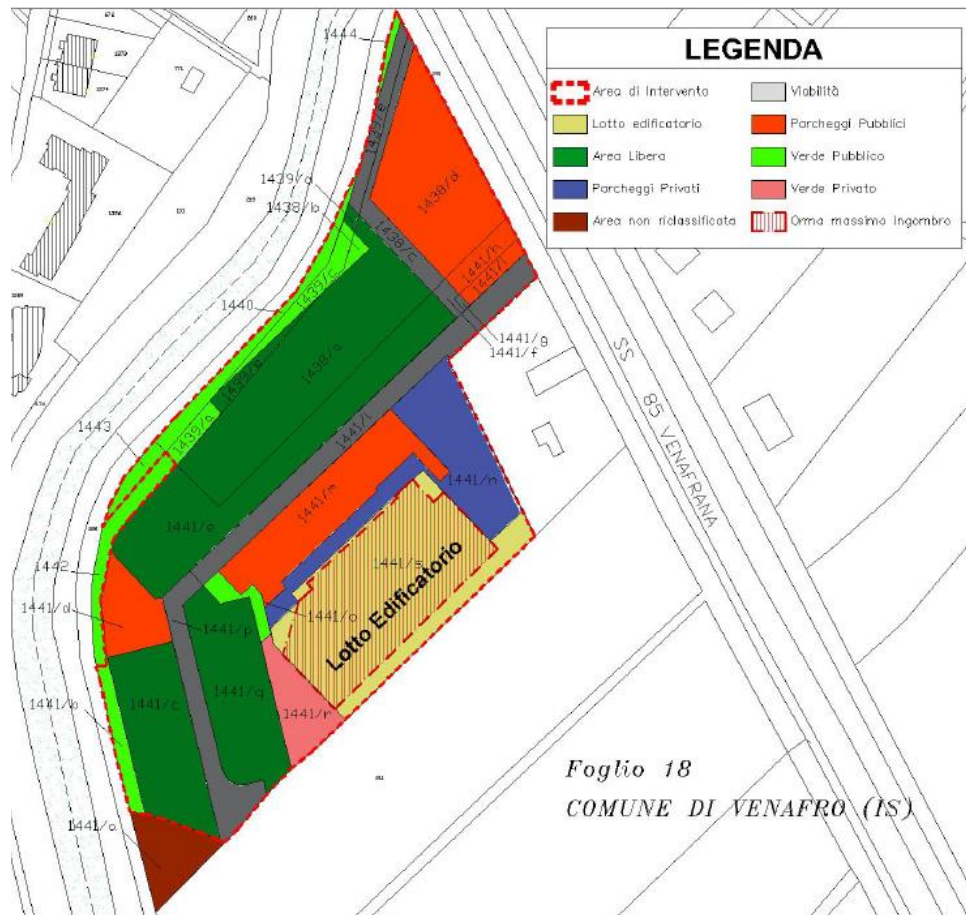 LEGENDA
Area di Intervento
Viabilità
Lotto edificatorio
Parcheggi Pubblici
Area Libera
Verde Pubblico
Parcheggi Privati
Verde Privato
Area non riclassificata
Orma massimo ingombro
1444
1439/e
1439/d
1438/b
1438/d
1438/c
1441/h
1441/i
1439/c
1440
1441/g
1441/f
1438/a
1439/b
1439/a
1443
1441/l
1441/m
1441/n
1441/e
1442
1441/d
1441/s
1441/o
1441/p
Lotto Edificatorio
1441/c
1441/q
1441/b
1441/r
1441/a
SS 85 VENAFRANA
Foglio 18
COMUNE DI VENAFRO (IS)